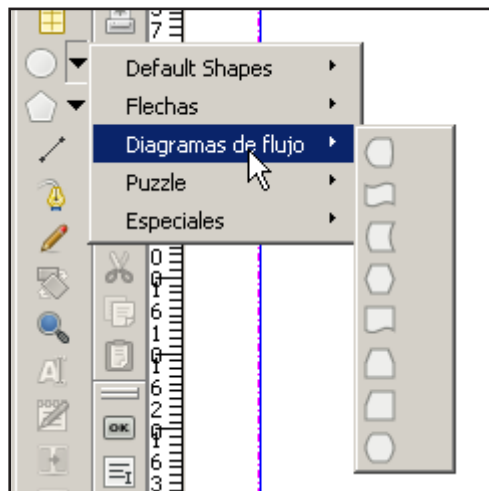 Default Shapes
Flechas
Diagramas de flujo
Puzzle
Especiales
OK